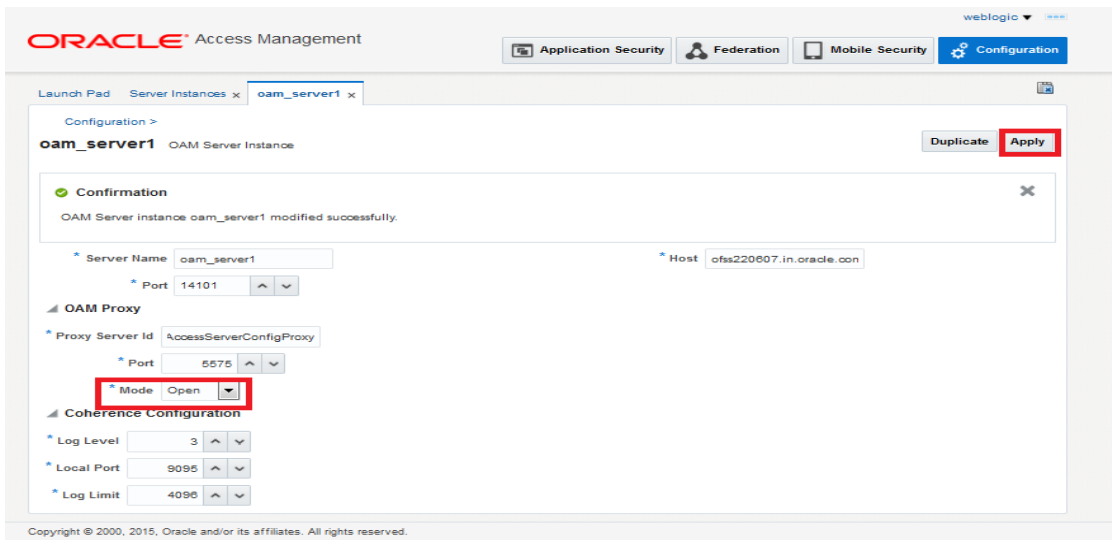 weblogic
ORACLE Access Management
Application Security
Federation
Mobile Security
Configuration
Launch Pad
Server Instances x
oam_server1 x
Configuration >
oam_server1 OAM Server Instance
Duplicate
Apply
Confirmation
OAM Server instance oam_server1 modified successfully.
* Server Name oam_server1
* Host ofss220607.in.oracle.con
* Port 14101
OAM Proxy
* Proxy Server Id AccessServerConfigProxy
* Port 5575
* Mode Open
Coherence Configuration
* Log Level 3
* Local Port 9095
* Log Limit 4096
Copyright © 2000, 2015, Oracle and/or its affiliates. All rights reserved.